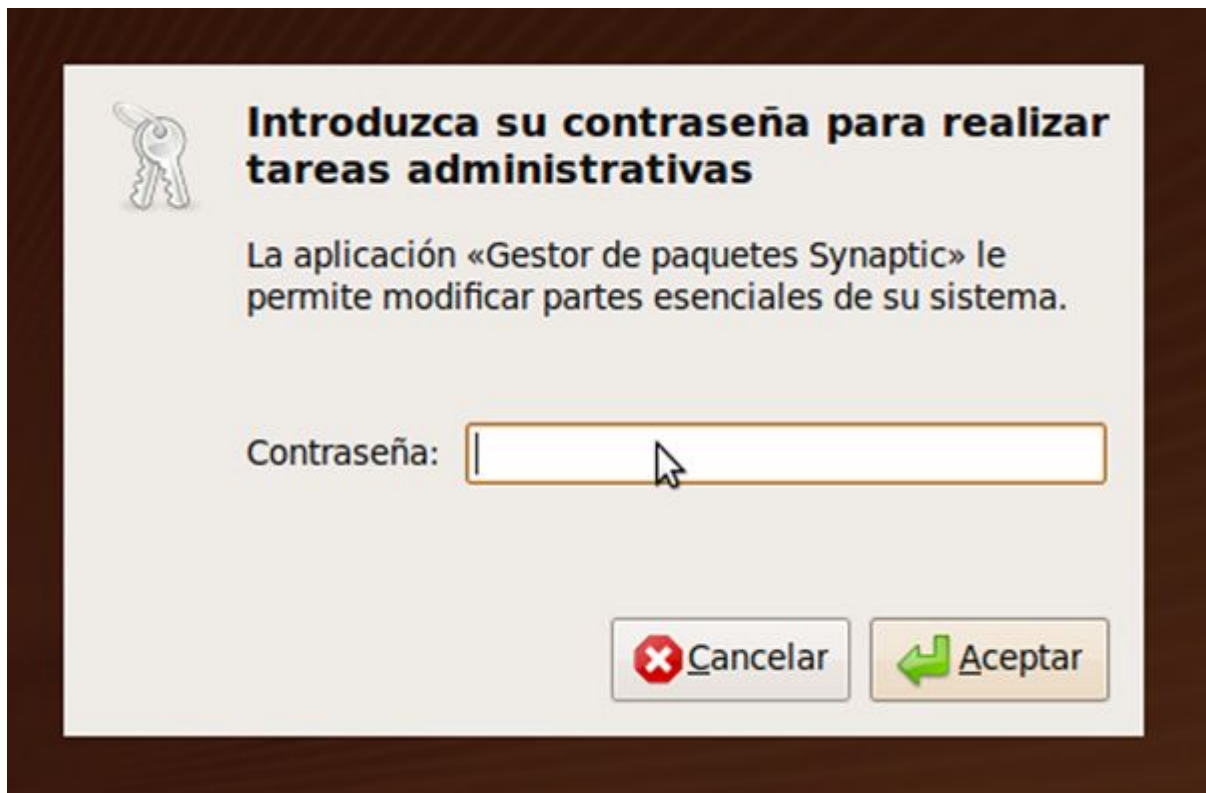 Introduzca su contraseña para realizar
tareas administrativas
La aplicación «Gestor de paquetes Synaptic» le
permite modificar partes esenciales de su sistema.
Contraseña:
Cancelar
Aceptar